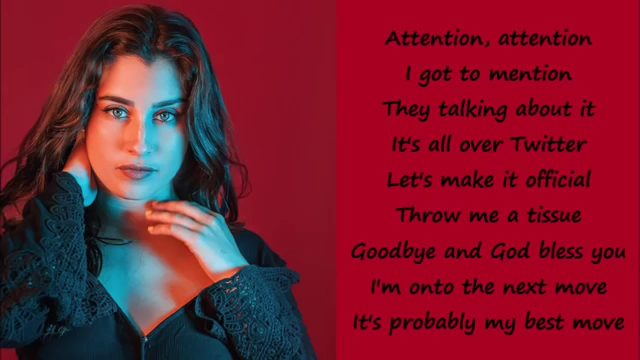 Attention, attention
I got to mention
They talking about it
It's all over Twitter
Let's make it official
Throw me a tissue
Goodbye and God bless you
I'm onto the next move
It's probably my best move